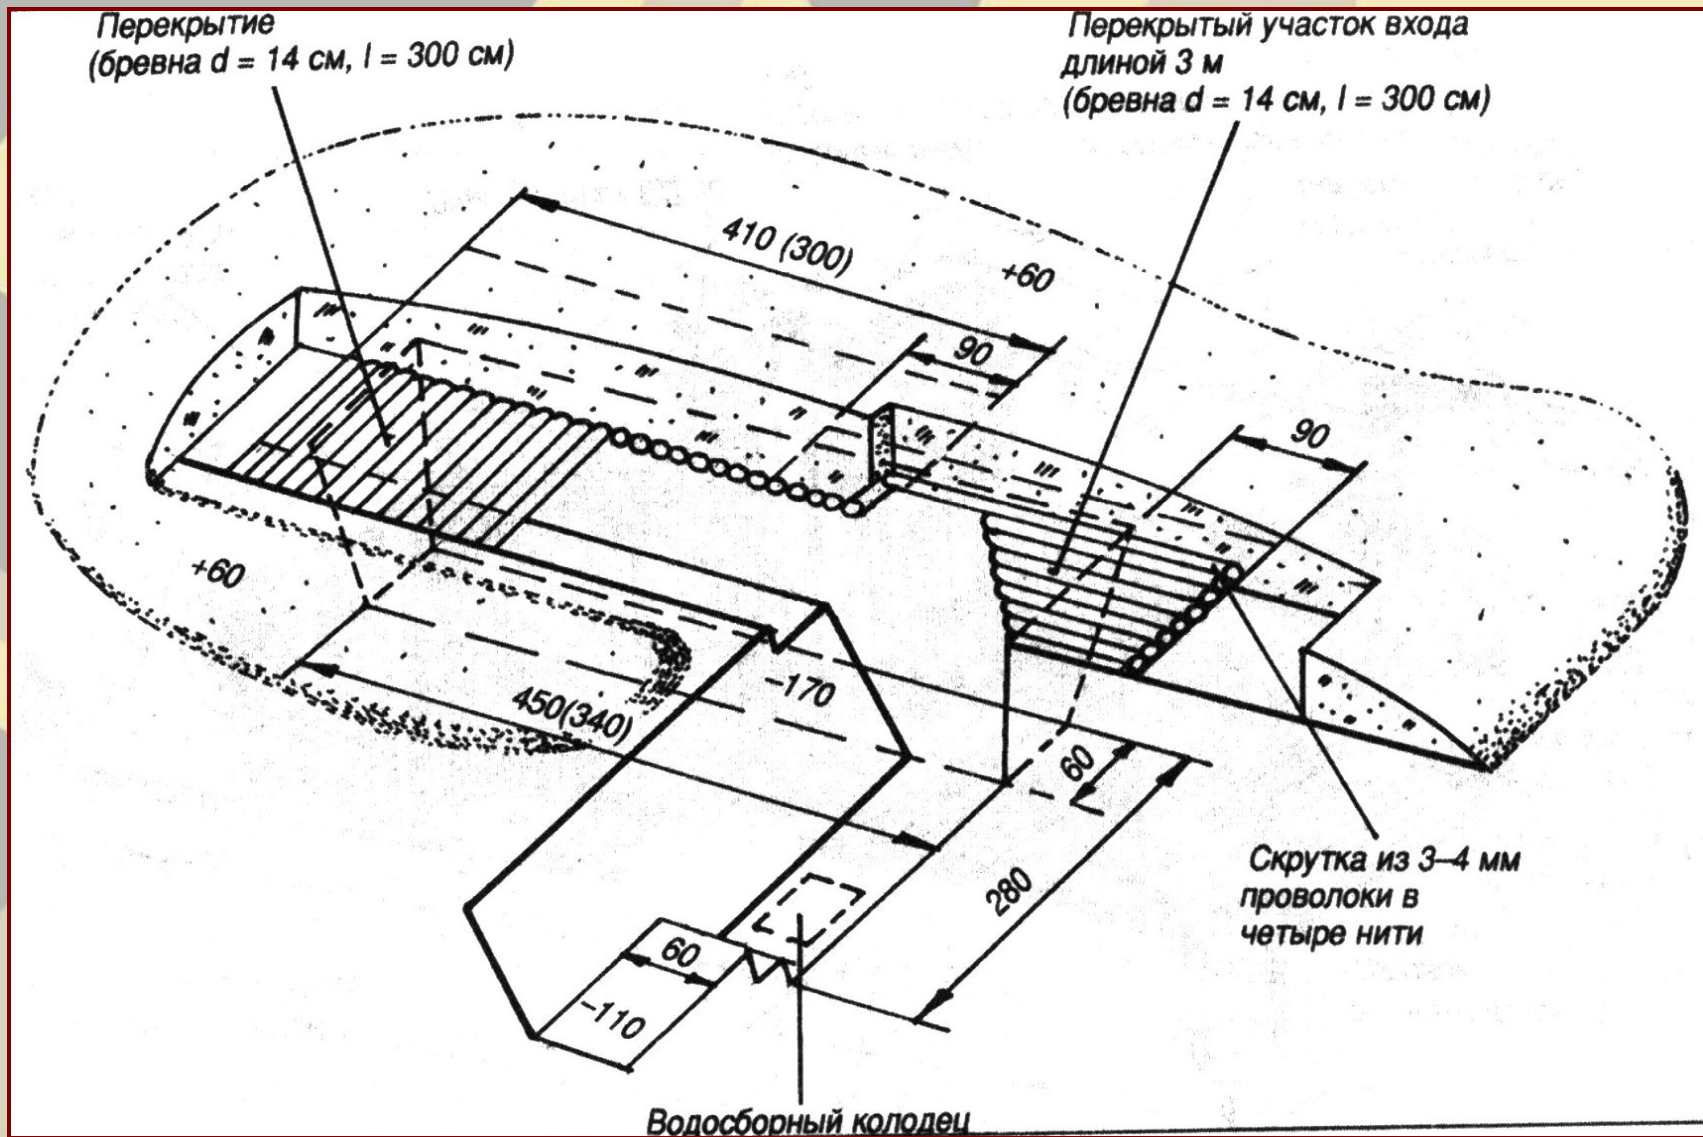 Перекрытие
(бревна d = 14 см, l = 300 см)
Перекрытый участок входа
длиной 3 м
(бревна d = 14 см, l = 300 см)
410 (300)
+60
90
90
+60
450(340)
-170
60
280
60
-110
Скрутка из 3–4 мм
проволоки в
четыре нити
Водосборный колодец